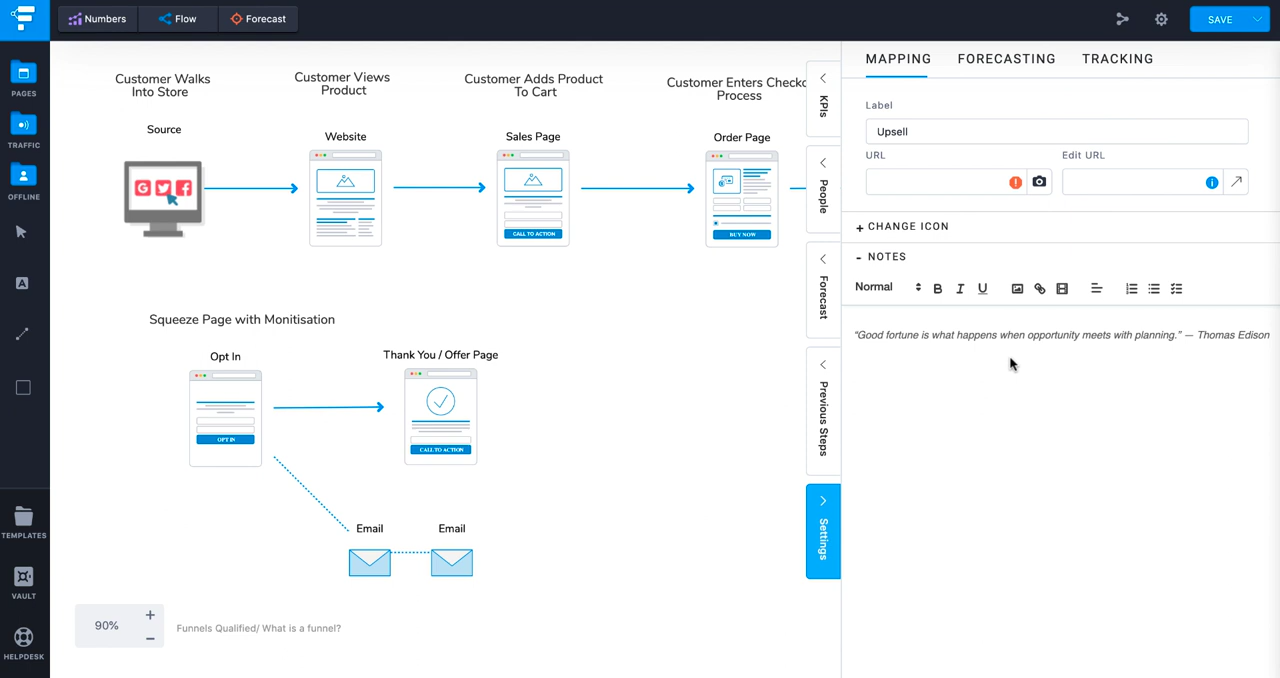 Numbers
Flow
Forecast
SAVE
PAGES
TRAFFIC
OFFLINE
A
TEMPLATES
VAULT
HELPDESK
Customer Walks
Into Store
Customer Views
Product
Customer Adds Product
To Cart
Customer Enters Checko
Process
Source
Website
Sales Page
Order Page
CALL TO ACTION
BUY NOW
Squeeze Page with Monitisation
Opt In
Thank You / Offer Page
OPT IN
CALL TO ACTION
Email
Email
90%
+
−
Funnels Qualified/ What is a funnel?
KPIs
People
Forecast
Previous Steps
Settings
MAPPING
FORECASTING
TRACKING
Label
Upsell
URL
Edit URL
+ CHANGE ICON
- NOTES
Normal
B I U
“Good fortune is what happens when opportunity meets with planning.” — Thomas Edison